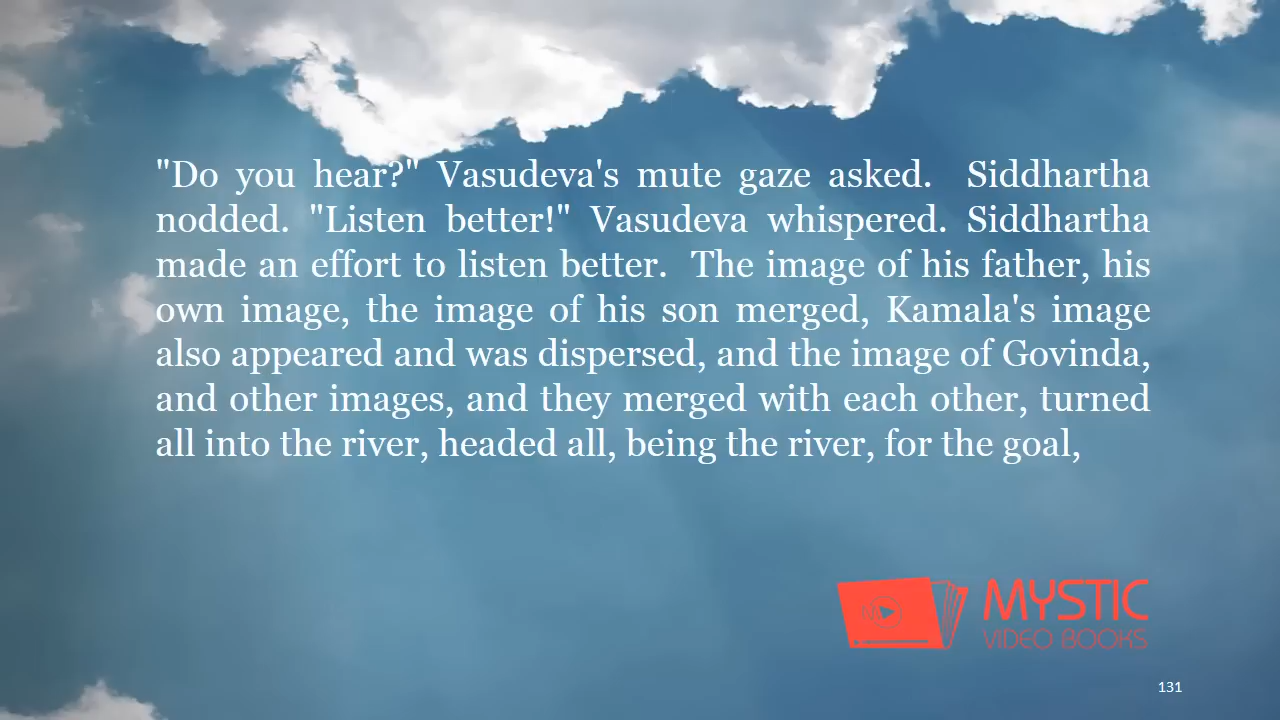 "Do you hear?" Vasudeva's mute gaze asked.  Siddhartha
nodded. "Listen better!" Vasudeva whispered. Siddhartha
made an effort to listen better.  The image of his father, his
own image, the image of his son merged, Kamala's image
also appeared and was dispersed, and the image of Govinda,
and other images, and they merged with each other, turned
all into the river, headed all, being the river, for the goal,
MYSTIC
VIDEO BOOKS
131